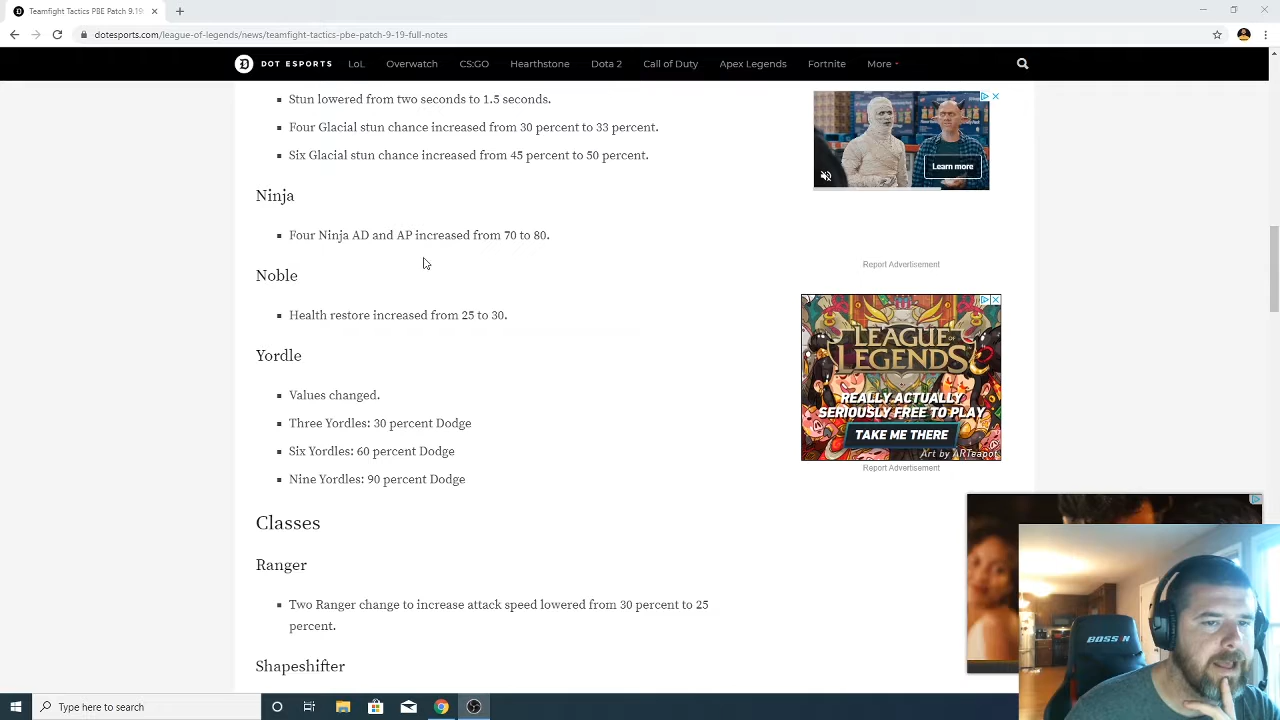 Teamfight Tactics PBE Patch 9.19:
dotesports.com/league-of-legends/news/teamfight-tactics-pbe-patch-9-19-full-notes
DOT ESPORTS
LoL
Overwatch
CS:GO
Hearthstone
Dota 2
Call of Duty
Apex Legends
Fortnite
More
Stun lowered from two seconds to 1.5 seconds.
Four Glacial stun chance increased from 30 percent to 33 percent.
Six Glacial stun chance increased from 45 percent to 50 percent.
Learn more
Ninja
Four Ninja AD and AP increased from 70 to 80.
Report Advertisement
Noble
Health restore increased from 25 to 30.
Yordle
Values changed.
Three Yordles: 30 percent Dodge
Six Yordles: 60 percent Dodge
Nine Yordles: 90 percent Dodge
LEAGUE OF
LEGENDS
REALLY ACTUALLY
SERIOUSLY FREE TO PLAY
TAKE ME THERE
Art by ARTeapot
Report Advertisement
Classes
Ranger
Two Ranger change to increase attack speed lowered from 30 percent to 25
percent.
Shapeshifter
BOSS N
Type here to search